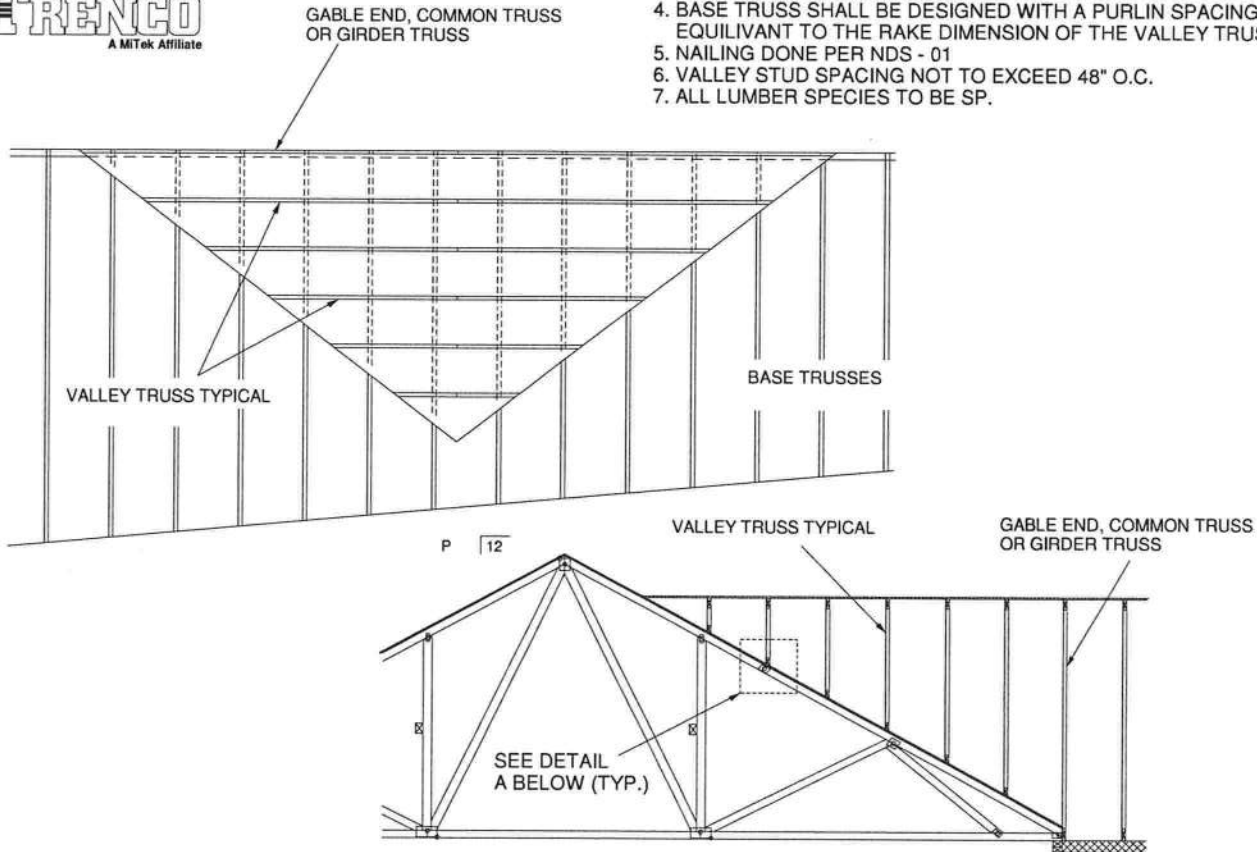 TRENCO
A MiTek Affiliate
GABLE END, COMMON TRUSS
OR GIRDER TRUSS
4. BASE TRUSS SHALL BE DESIGNED WITH A PURLIN SPACING
EQUILIVANT TO THE RAKE DIMENSION OF THE VALLEY
5. NAILING DONE PER NDS - 01
6. VALLEY STUD SPACING NOT TO EXCEED 48" O.C.
7. ALL LUMBER SPECIES TO BE SP.
VALLEY TRUSS TYPICAL
BASE TRUSSES
P 12
VALLEY TRUSS TYPICAL
GABLE END, COMMON TRUSS
OR GIRDER TRUSS
SEE DETAIL
A BELOW (TYP.)